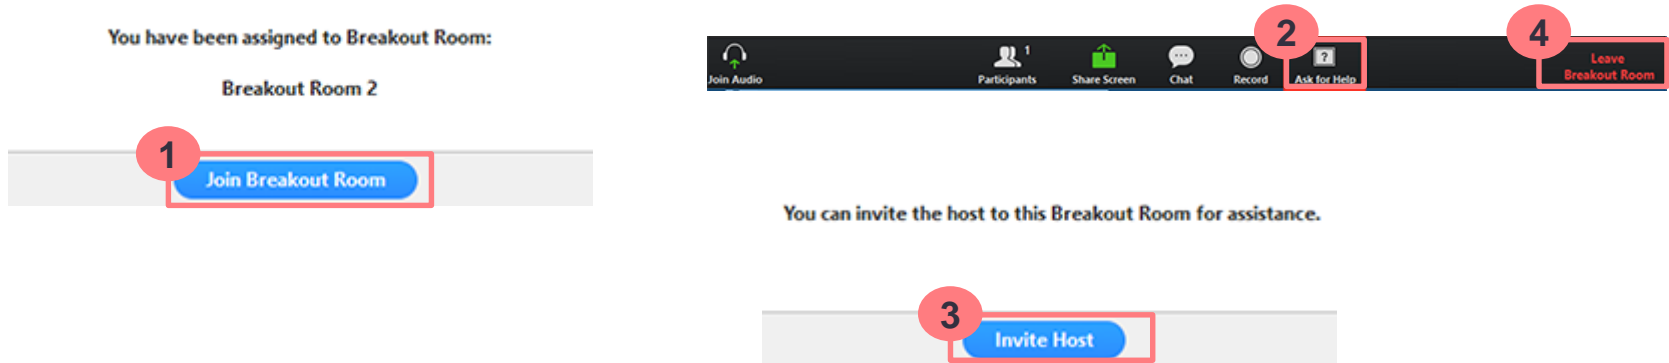 You have been assigned to Breakout Room:
Breakout Room 2
1
Join Breakout Room
2
4
Join Audio
Participants
1
Share Screen
Chat
Record
?
Ask for Help
Leave
Breakout Room
You can invite the host to this Breakout Room for assistance.
3
Invite Host